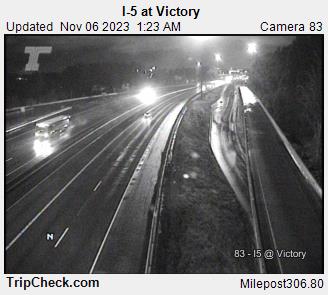 I-5 at Victory
Updated Nov 06 2023 1:23 AM Camera 83
N
83 - I5 @ Victory
TripCheck.com Milepost306.80